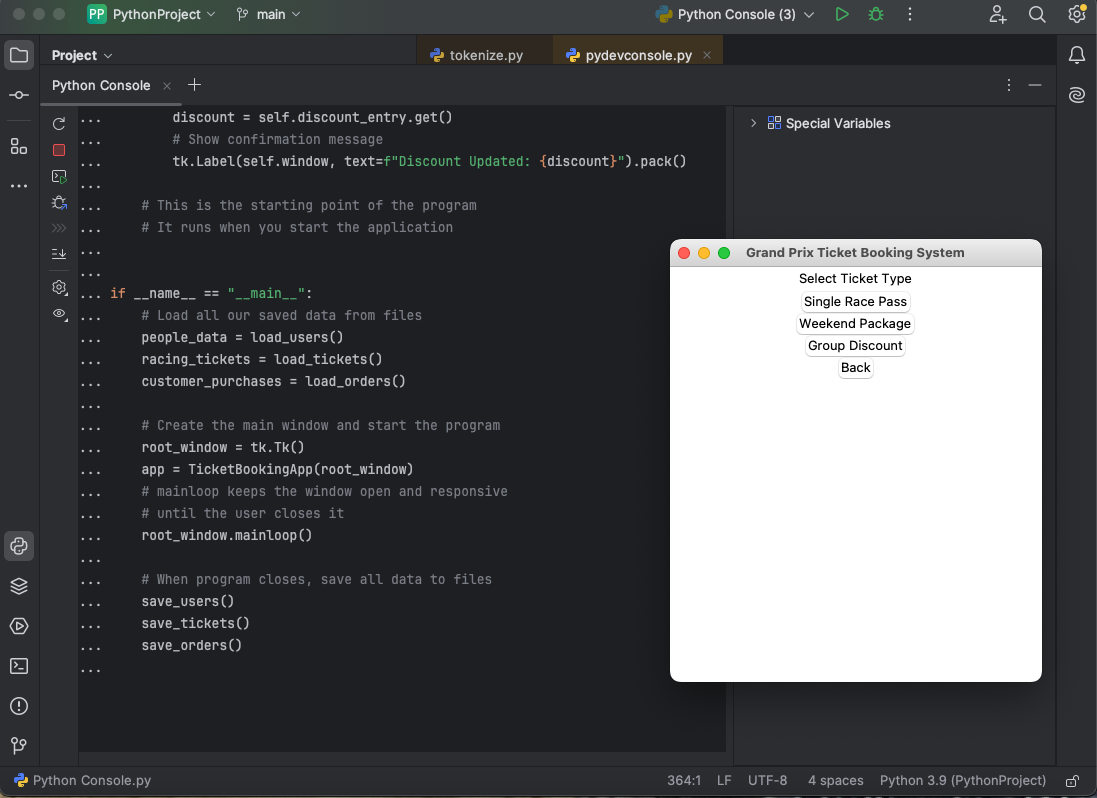 PP PythonProject main Python Console (3)
Project tokenize.py pydevconsole.py
Python Console
... discount = self.discount_entry.get()
... # Show confirmation message
... tk.Label(self.window, text=f"Discount Updated: {discount}").pack()
...
... # This is the starting point of the program
... # It runs when you start the application
...
...
... if __name__ == "__main__":
... # Load all our saved data from files
... people_data = load_users()
... racing_tickets = load_tickets()
... customer_purchases = load_orders()
...
... # Create the main window and start the program
... root_window = tk.Tk()
... app = TicketBookingApp(root_window)
... # mainloop keeps the window open and responsive
... # until the user closes it
... root_window.mainloop()
...
... # When program closes, save all data to files
... save_users()
... save_tickets()
... save_orders()
...
Special Variables
Grand Prix Ticket Booking System
Select Ticket Type
Single Race Pass
Weekend Package
Group Discount
Back
Python Console.py 364:1 LF UTF-8 4 spaces Python 3.9 (PythonProject)